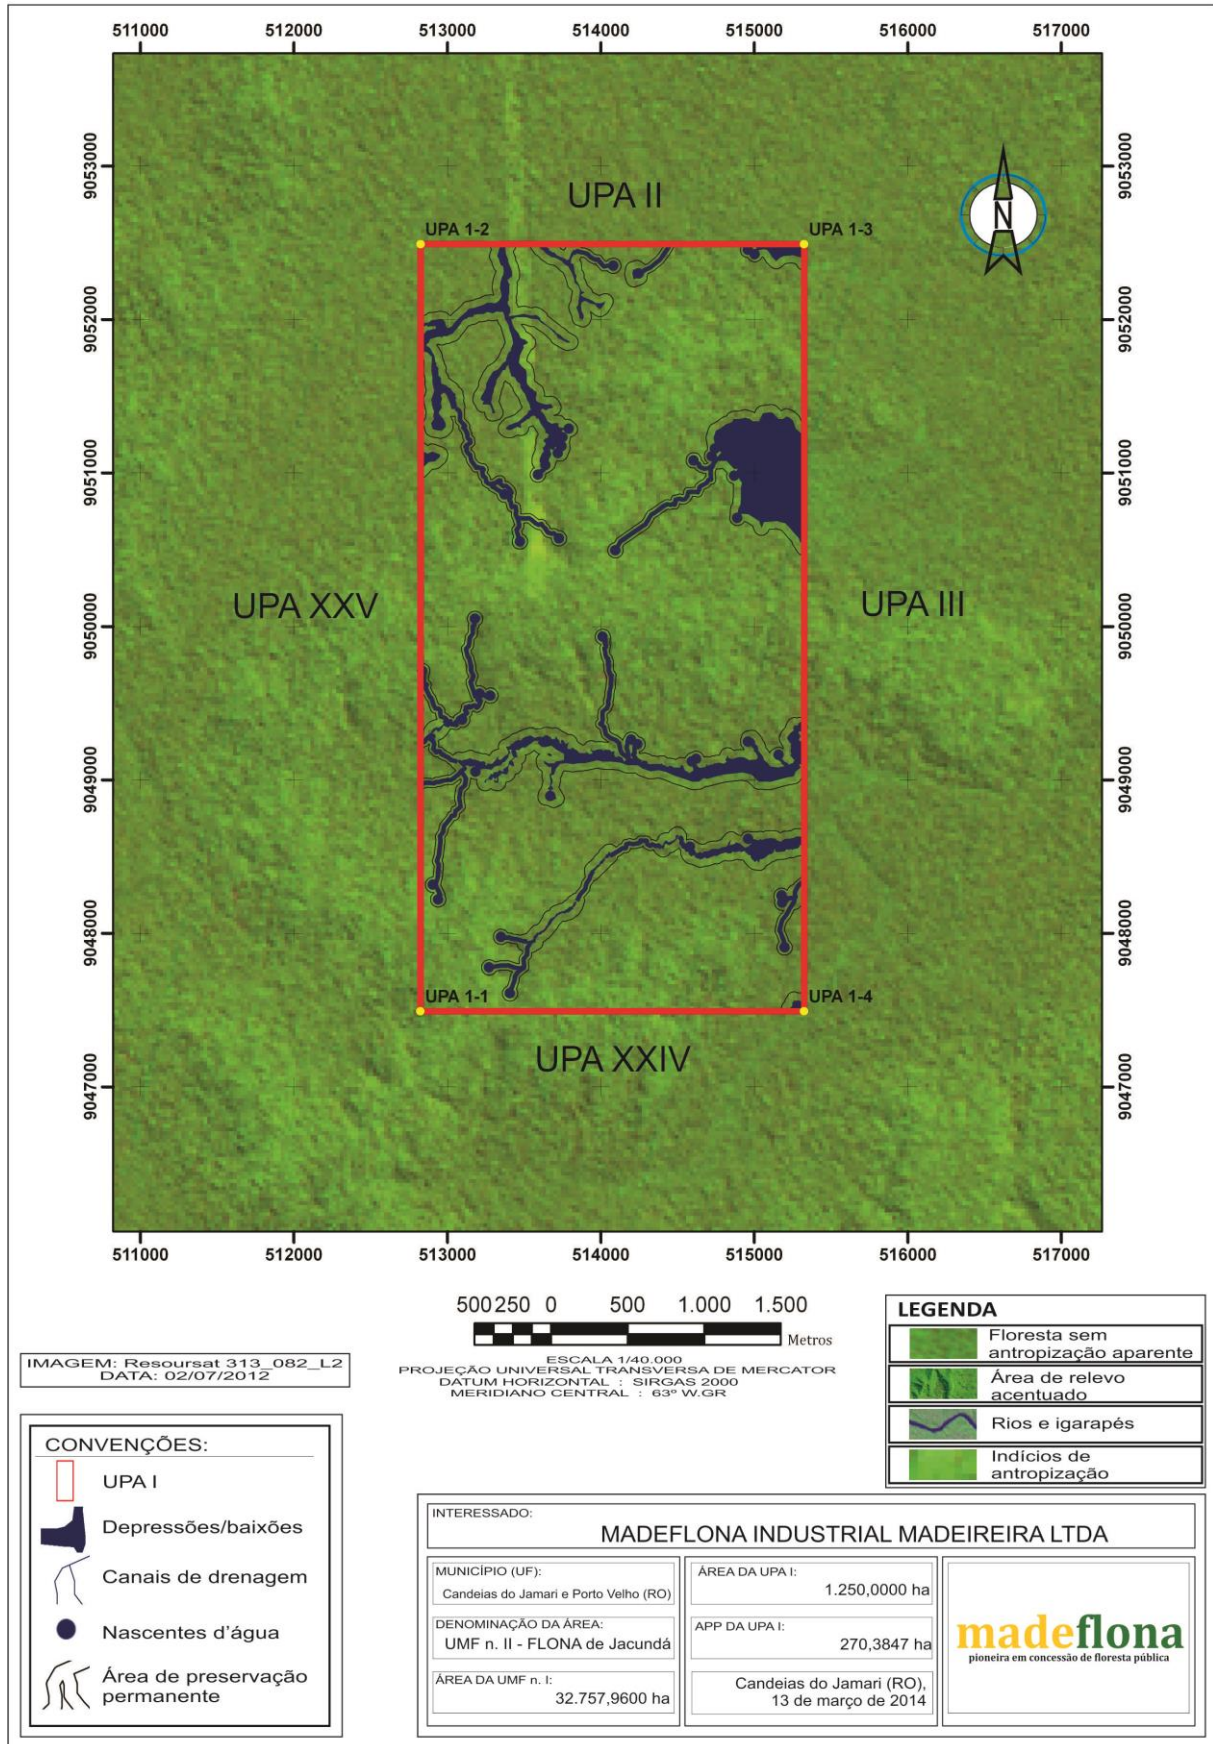 511000 512000 513000 514000 515000 516000 517000
9053000
9052000
9051000
9050000
9049000
9048000
9047000
UPA II
N
UPA 1-2
UPA 1-3
UPA XXV
UPA III
UPA 1-1
UPA 1-4
UPA XXIV
9053000
9052000
9051000
9050000
9049000
9048000
9047000
511000 512000 513000 514000 515000 516000 517000
500 250 0 500 1.000 1.500
Metros
ESCALA 1/40.000
PROJEÇÃO UNIVERSAL TRANSVERSA DE MERCATOR
DATUM HORIZONTAL : SIRGAS 2000
MERIDIANO CENTRAL : 63º W.GR
IMAGEM: Resoursat 313_082_L2
DATA: 02/07/2012
LEGENDA
Floresta sem
antropização aparente
Área de relevo
acentuado
Rios e igarapés
Indícios de
antropização
CONVENÇÕES:
UPA I
Depressões/baixões
Canais de drenagem
Nascentes d'água
Área de preservação
permanente
INTERESSADO:
MADEFLONA INDUSTRIAL MADEIREIRA LTDA
MUNICÍPIO (UF):
Candeias do Jamari e Porto Velho (RO)
DENOMINAÇÃO DA ÁREA:
UMF n. II - FLONA de Jacundá
ÁREA DA UMF n. I:
32.757,9600 ha
ÁREA DA UPA I:
1.250,0000 ha
APP DA UPA I:
270,3847 ha
Candeias do Jamari (RO),
13 de março de 2014
madeflona
pioneira em concessão de floresta pública